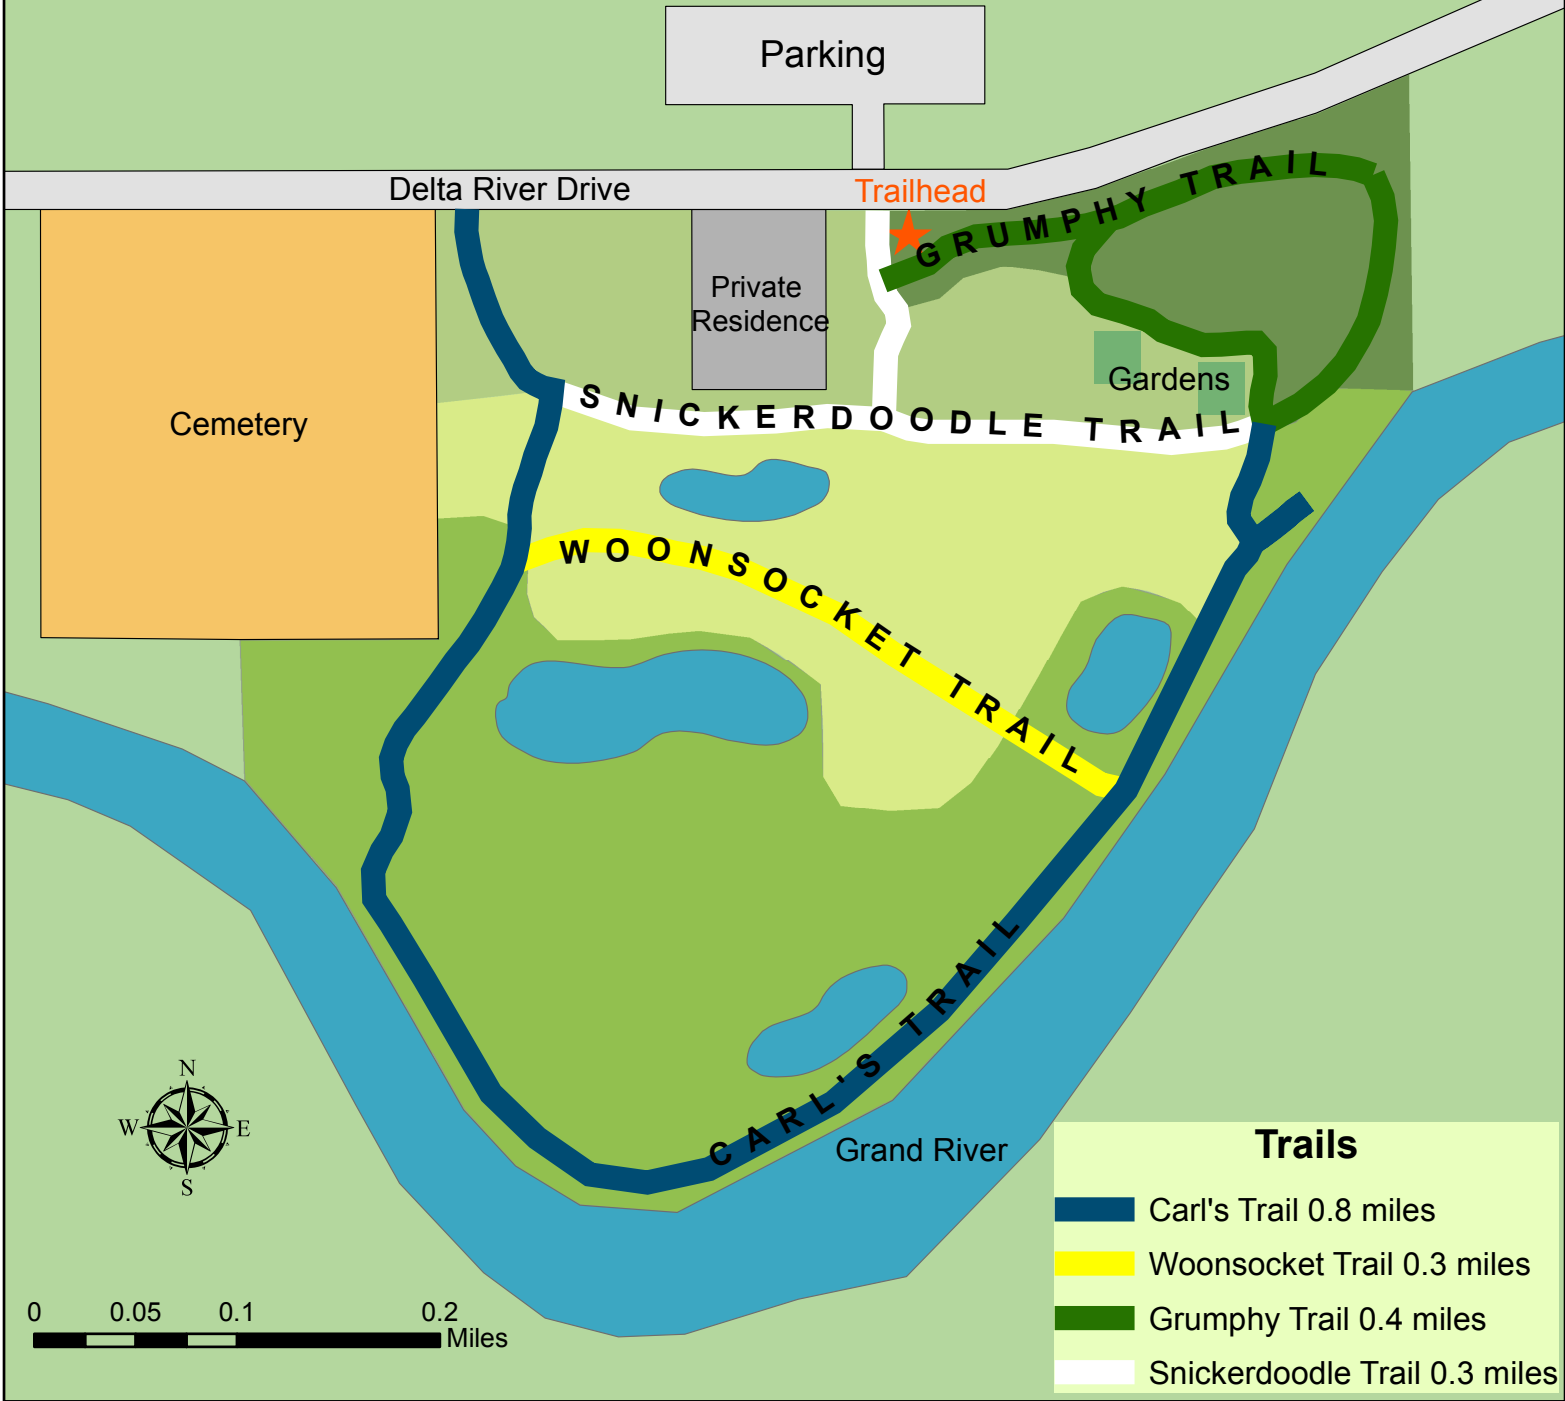 Parking
Delta River Drive
Trailhead
GRUMPHY TRAIL
Private
Residence
Gardens
Cemetery
SNICKERDOODLE TRAIL
WOONSOCKET TRAIL
CARL'S TRAIL
Grand River
N
W E
S
0 0.05 0.1 0.2
Miles
Trails
Carl's Trail 0.8 miles
Woonsocket Trail 0.3 miles
Grumphy Trail 0.4 miles
Snickerdoodle Trail 0.3 miles